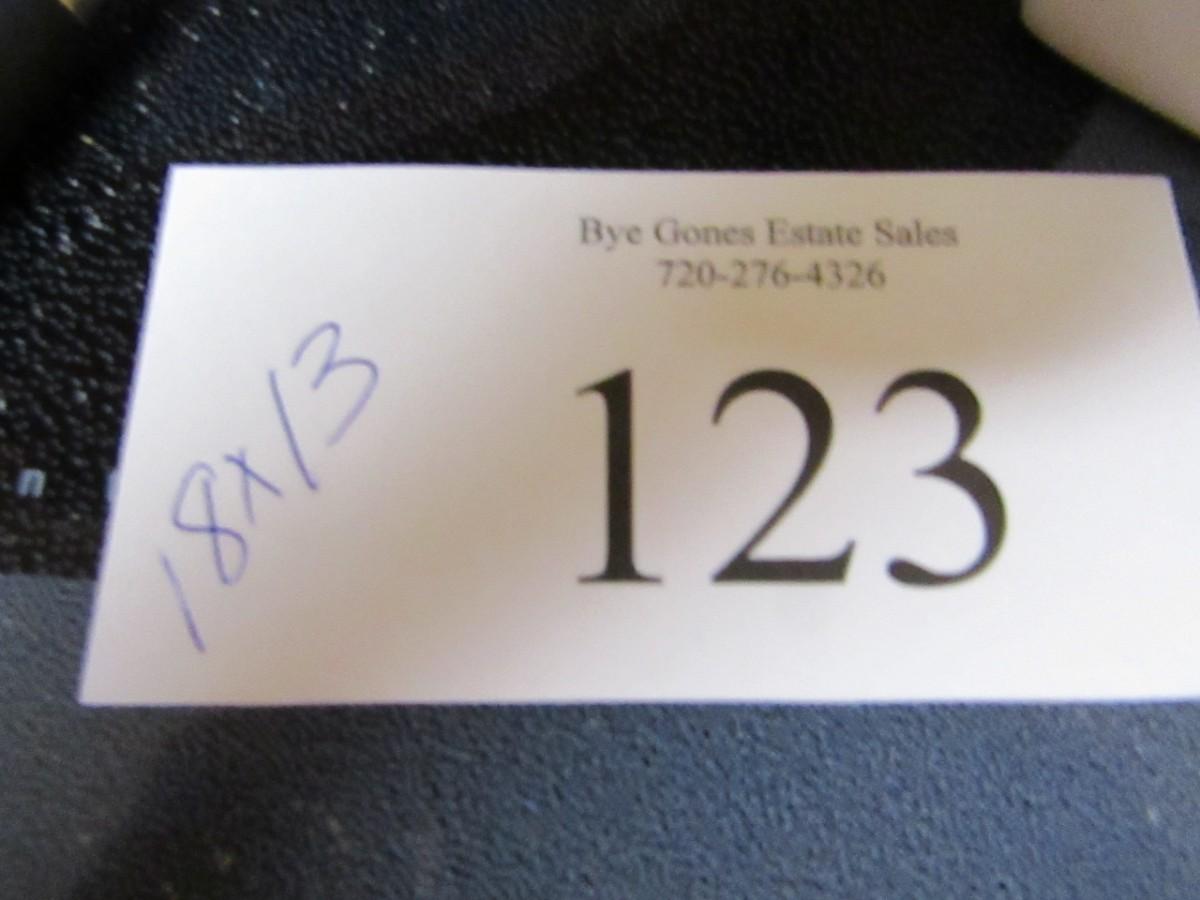 Bye Gones Estate Sales
720-276-4326
123
18x13